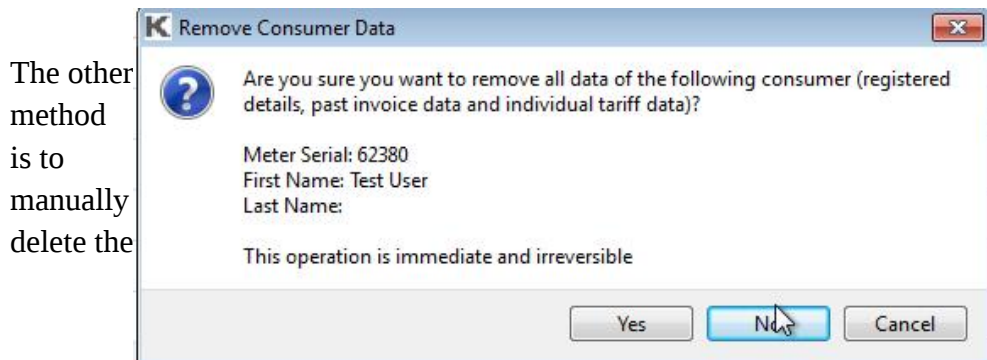 K Remove Consumer Data
The other
method
is to
manually
delete the
Are you sure you want to remove all data of the following consumer (registered
details, past invoice data and individual tariff data)?
Meter Serial: 62380
First Name: Test User
Last Name:
This operation is immediate and irreversible
Yes
No
Cancel